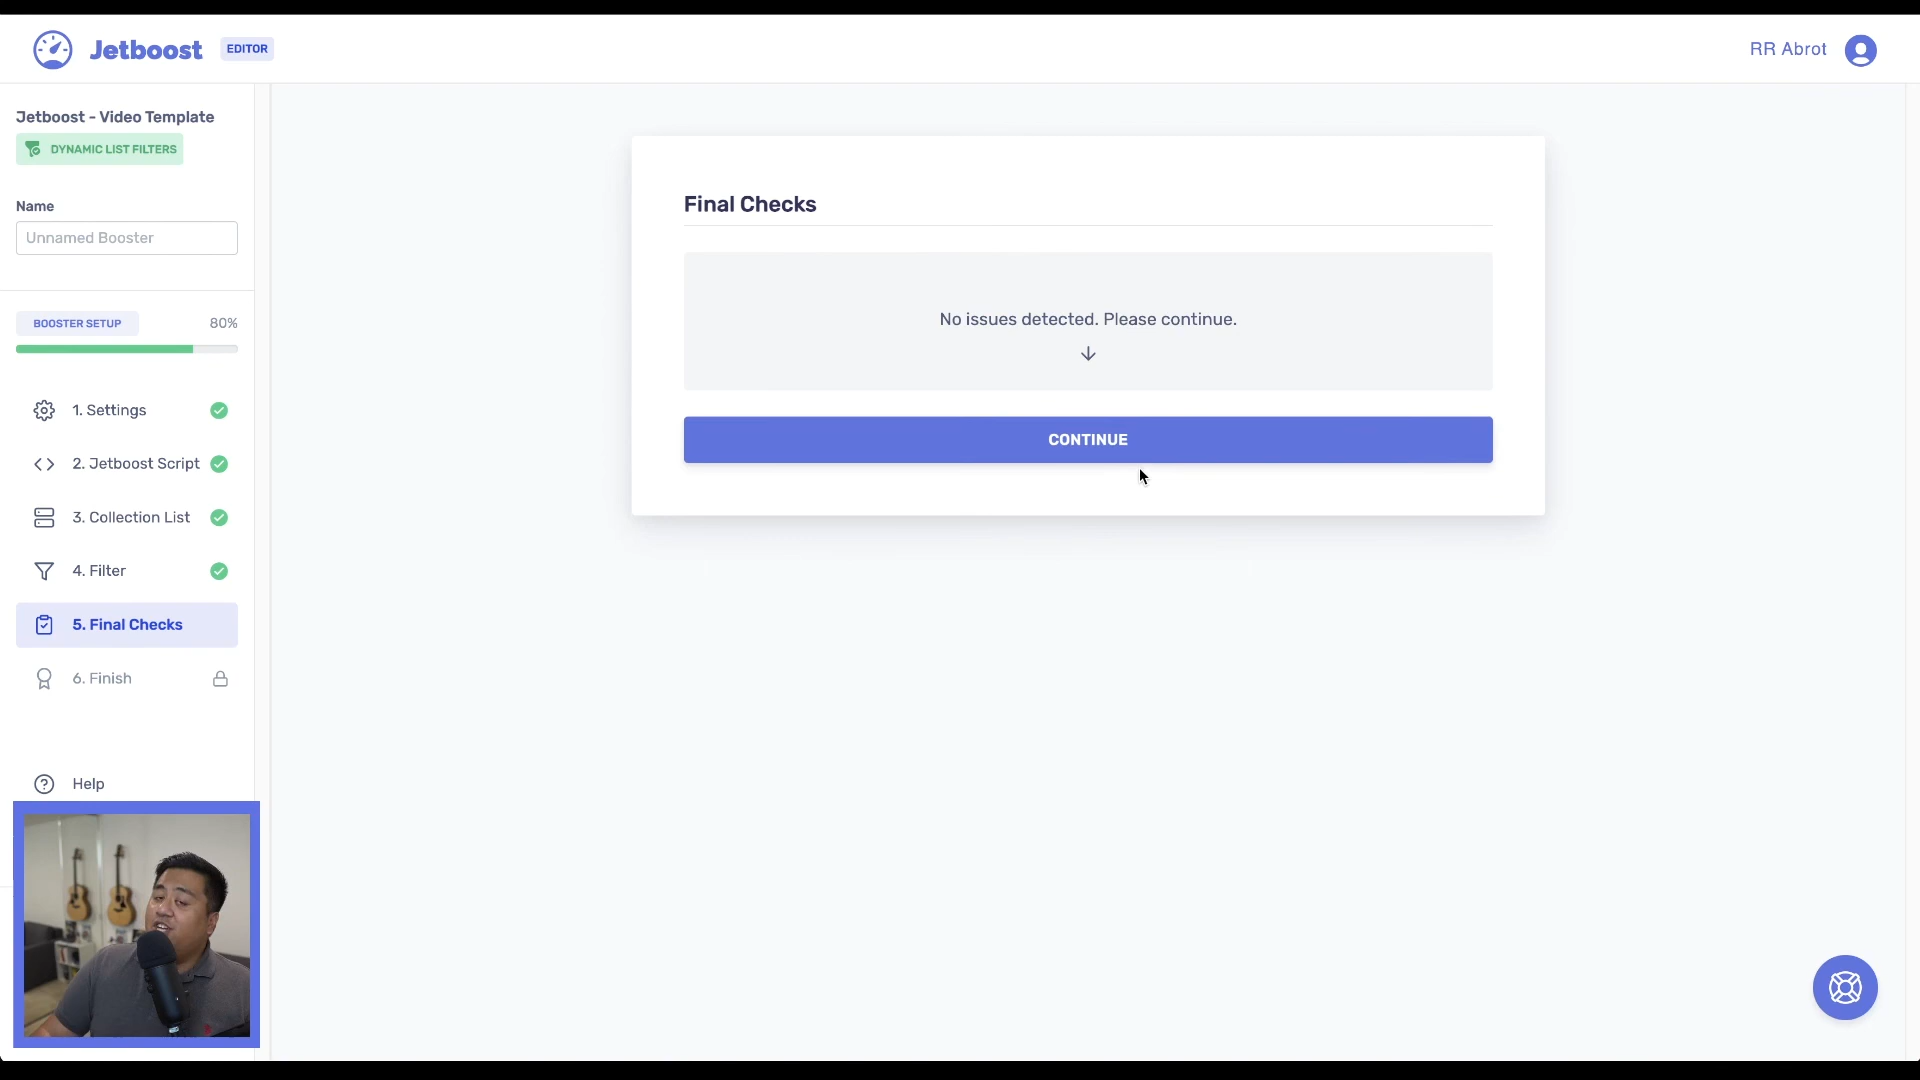 Jetboost EDITOR
RR Abrot
Jetboost - Video Template
DYNAMIC LIST FILTERS
Name
Unnamed Booster
BOOSTER SETUP 80%
1. Settings
2. Jetboost Script
3. Collection List
4. Filter
5. Final Checks
6. Finish
Help
Final Checks
No issues detected. Please continue.
CONTINUE